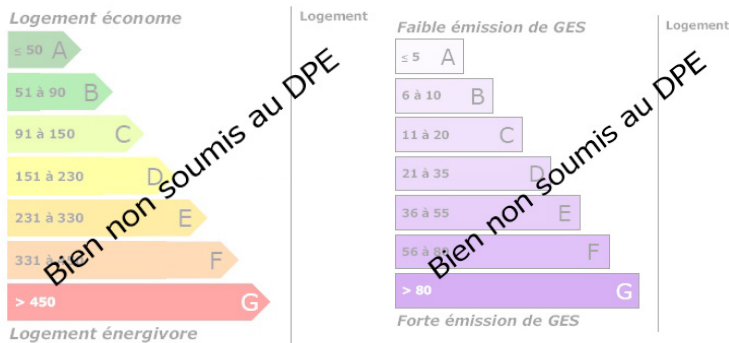 Logement économe
Logement
≤ 50 A
51 à 90 B
91 à 150 C
151 à 230 D
231 à 330 E
331 à F
> 450 G
Logement énergivore
Bien non soumis au DPE
Faible émission de GES
Logement
≤ 5 A
6 à 10 B
11 à 20 C
21 à 35 D
36 à 55 E
56 à F
> 80 G
Forte émission de GES
Bien non soumis au DPE